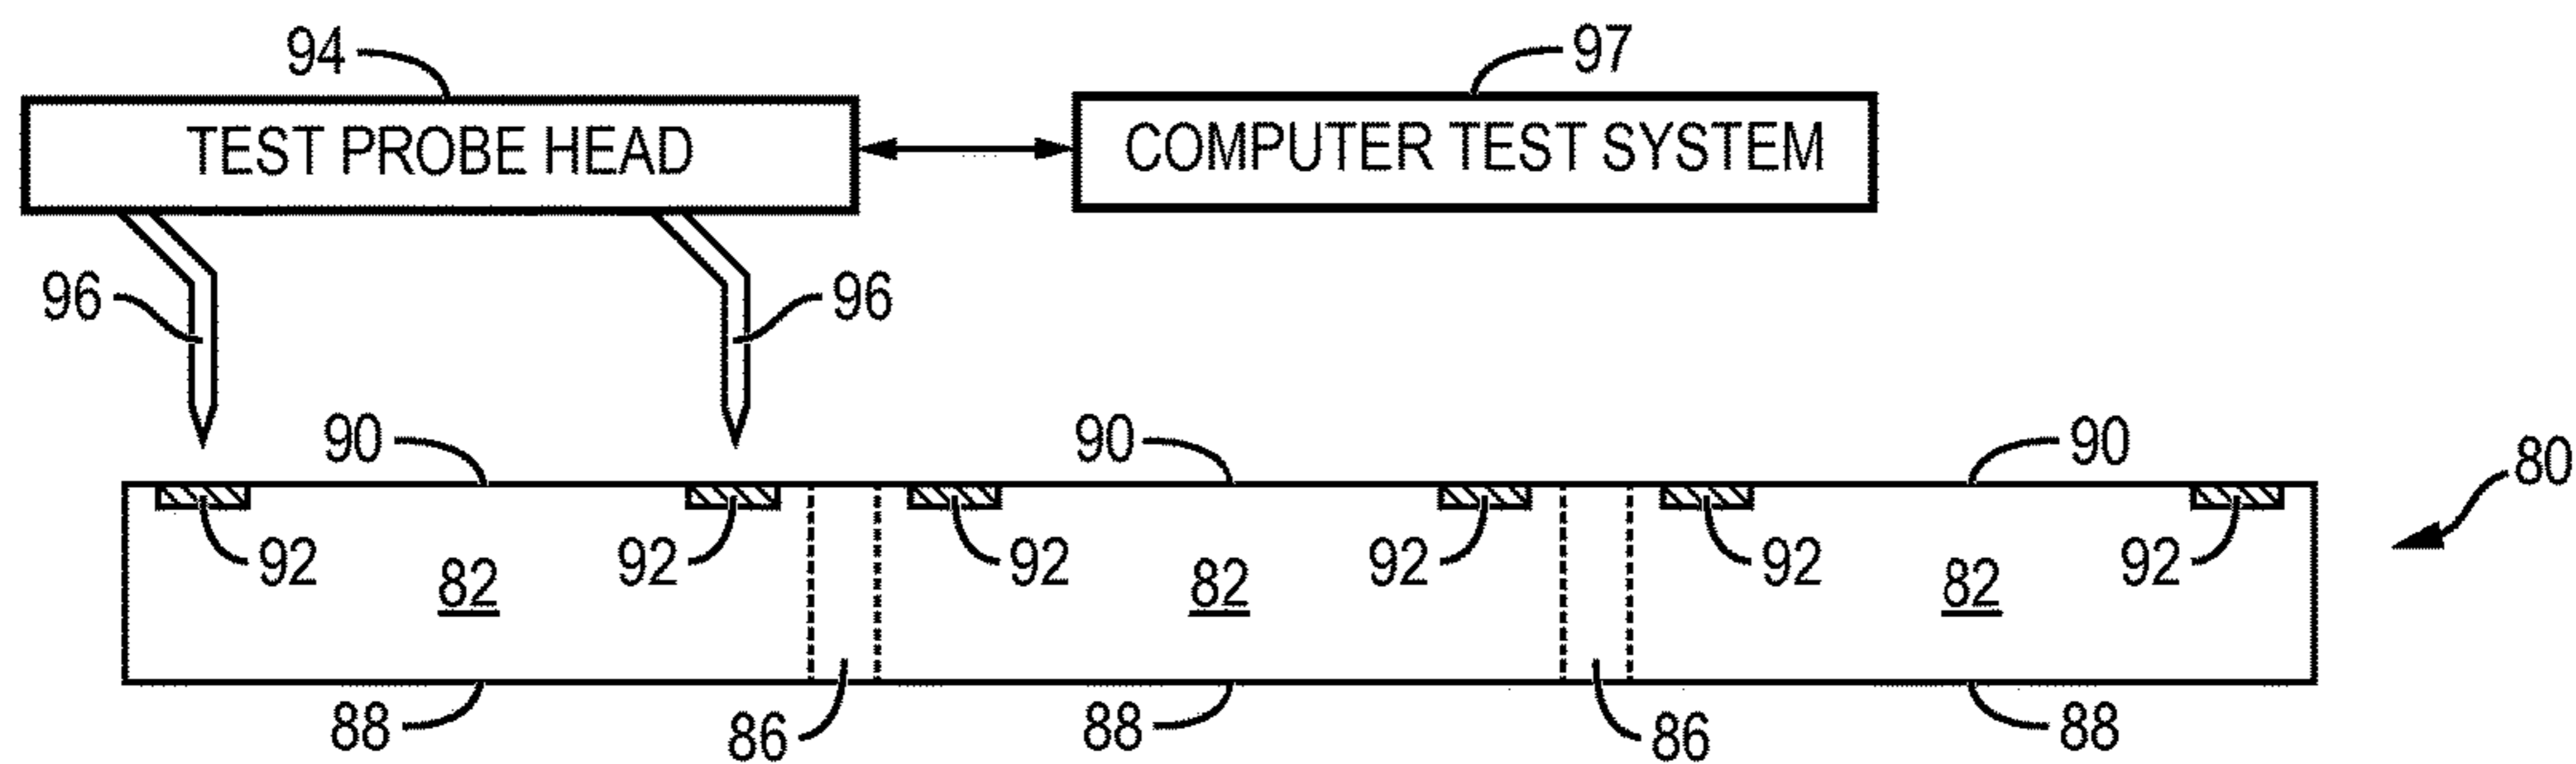 94 97
TEST PROBE HEAD COMPUTER TEST SYSTEM
96 96
90 90 90 80
92 92 92 92 92 92
82 82 82
88 86 88 86 88